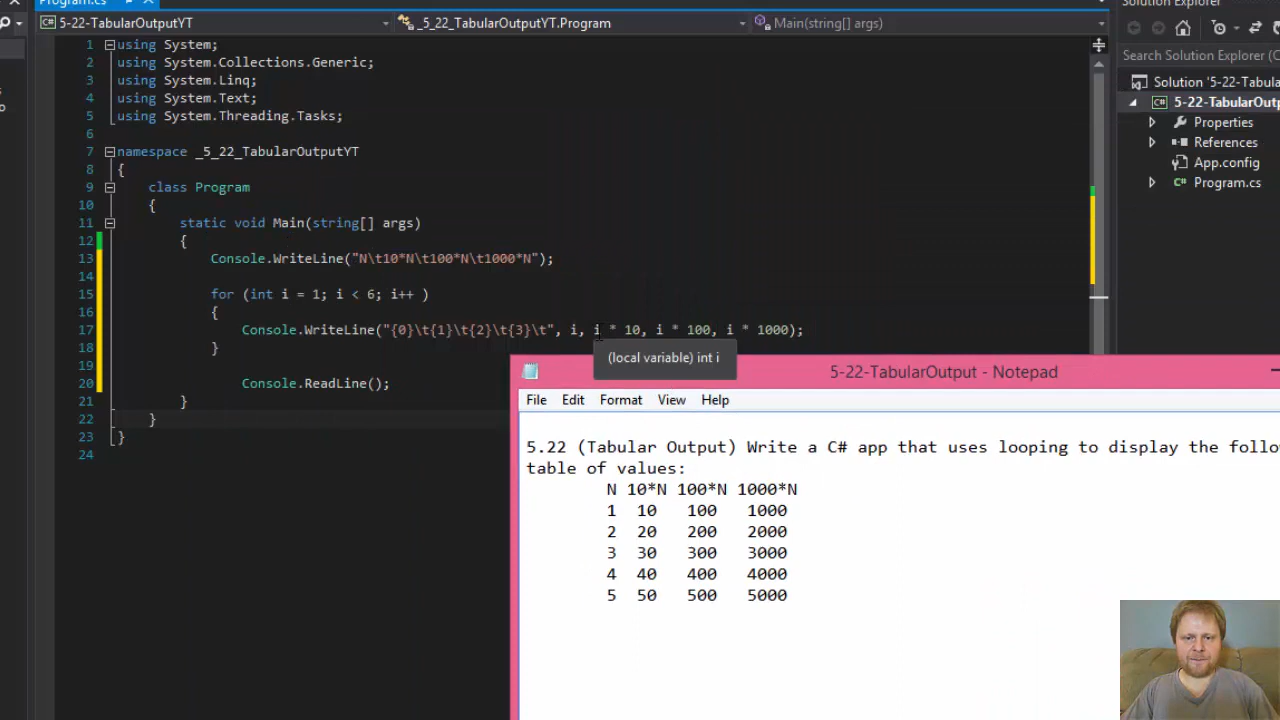 Program.cs
Solution Explorer
5-22-TabularOutputYT
_5_22_TabularOutputYT.Program
Main(string[] args)
Search Solution Explorer (C
1 using System;
2 using System.Collections.Generic;
3 using System.Linq;
4 using System.Text;
5 using System.Threading.Tasks;
6
7 namespace _5_22_TabularOutputYT
8 {
9 class Program
10 {
11 static void Main(string[] args)
12 {
13 Console.WriteLine("N\t10*N\t100*N\t1000*N");
14
15 for (int i = 1; i < 6; i++ )
16 {
17 Console.WriteLine("{0}\t{1}\t{2}\t{3}\t", i, i * 10, i * 100, i * 1000);
18 }
19
20 Console.ReadLine();
21 }
22 }
23 }
24
(local variable) int i
Solution '5-22-Tabula
5-22-TabularOutp
Properties
References
App.config
C# Program.cs
5-22-TabularOutput - Notepad
File Edit Format View Help
5.22 (Tabular Output) Write a C# app that uses looping to display the follo
table of values:
N 10*N 100*N 1000*N
1 10 100 1000
2 20 200 2000
3 30 300 3000
4 40 400 4000
5 50 500 5000